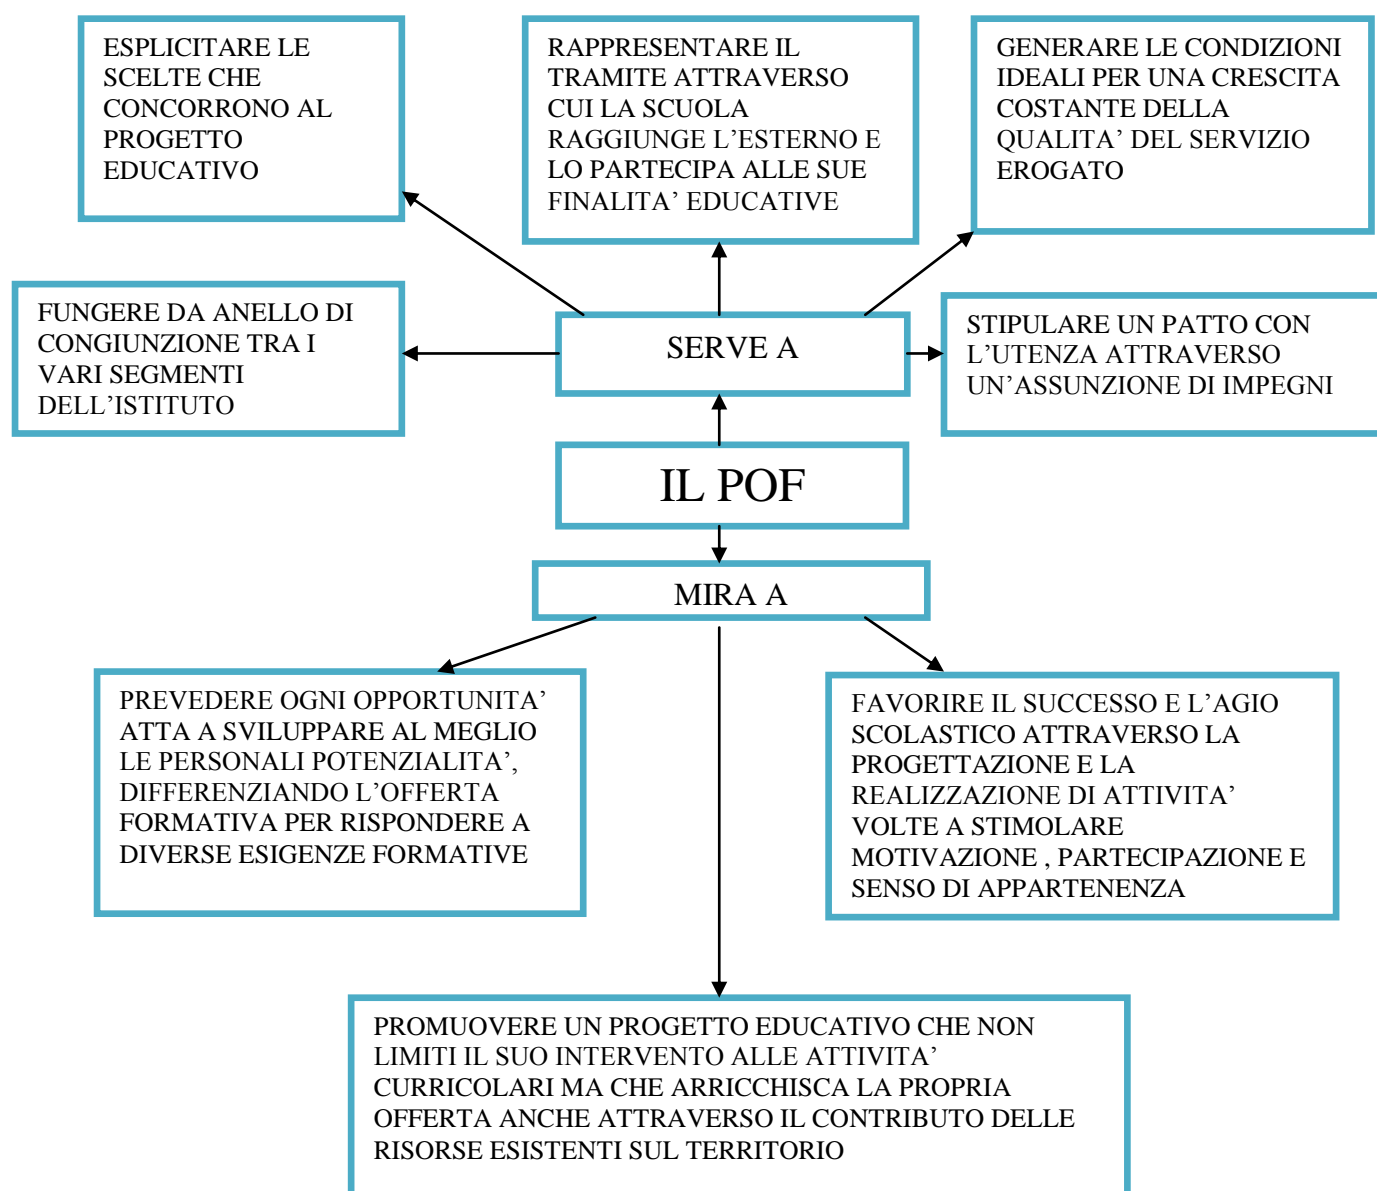 ESPLICITARE LE
SCELTE CHE
CONCORRONO AL
PROGETTO
EDUCATIVO
RAPPRESENTARE IL
TRAMITE ATTRAVERSO
CUI LA SCUOLA
RAGGIUNGE L’ESTERNO E
LO PARTECIPA ALLE SUE
FINALITA’ EDUCATIVE
GENERARE LE CONDIZIONI
IDEALI PER UNA CRESCITA
COSTANTE DELLA
QUALITA’ DEL SERVIZIO
EROGATO
FUNGERE DA ANELLO DI
CONGIUNZIONE TRA I
VARI SEGMENTI
DELL’ISTITUTO
SERVE A
STIPULARE UN PATTO CON
L’UTENZA ATTRAVERSO
UN’ASSUNZIONE DI IMPEGNI
IL POF
MIRA A
PREVEDERE OGNI OPPORTUNITA’
ATTA A SVILUPPARE AL MEGLIO
LE PERSONALI POTENZIALITA’,
DIFFERENZIANDO L’OFFERTA
FORMATIVA PER RISPONDERE A
DIVERSE ESIGENZE FORMATIVE
FAVORIRE IL SUCCESSO E L’AGIO
SCOLASTICO ATTRAVERSO LA
PROGETTAZIONE E LA
REALIZZAZIONE DI ATTIVITA’
VOLTE A STIMOLARE
MOTIVAZIONE , PARTECIPAZIONE E
SENSO DI APPARTENENZA
PROMUOVERE UN PROGETTO EDUCATIVO CHE NON
LIMITI IL SUO INTERVENTO ALLE ATTIVITA’
CURRICOLARI MA CHE ARRICCHISCA LA PROPRIA
OFFERTA ANCHE ATTRAVERSO IL CONTRIBUTO DELLE
RISORSE ESISTENTI SUL TERRITORIO